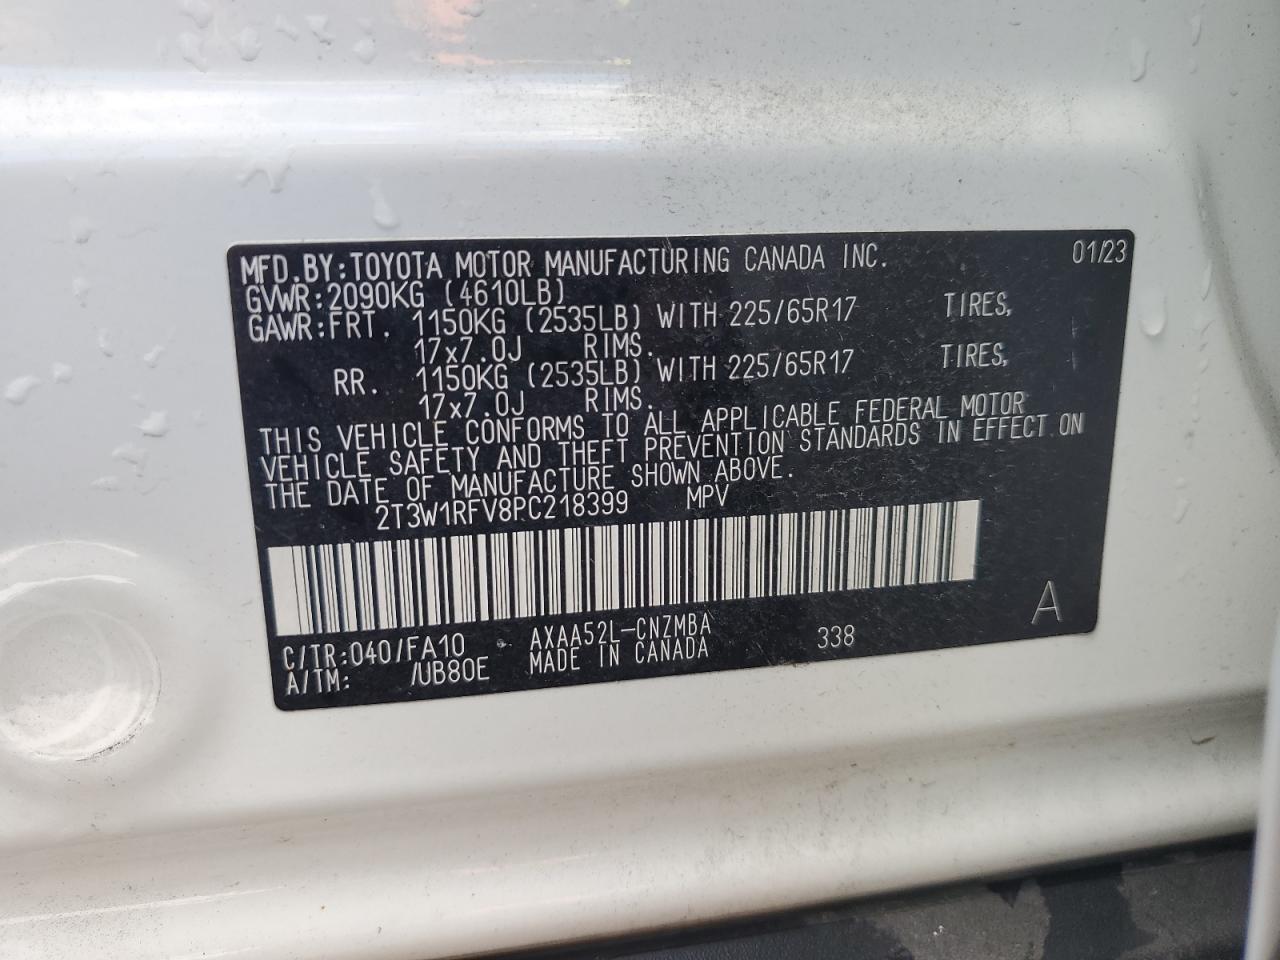 MFD.BY:TOYOTA MOTOR MANUFACTURING CANADA INC. 01/23
GVWR:2090KG (4610LB)
GAWR:FRT. 1150KG (2535LB) WITH 225/65R17 TIRES,
17x7.0J RIMS.
RR. 1150KG (2535LB) WITH 225/65R17 TIRES,
17x7.0J RIMS.
THIS VEHICLE CONFORMS TO ALL APPLICABLE FEDERAL MOTOR
VEHICLE SAFETY AND THEFT PREVENTION STANDARDS IN EFFECT ON
THE DATE OF MANUFACTURE SHOWN ABOVE.
2T3W1RFV8PC218399 MPV
C/TR:040/FA10 AXAA52L-CNZMBA 338 A
A/TM: /UB80E MADE IN CANADA